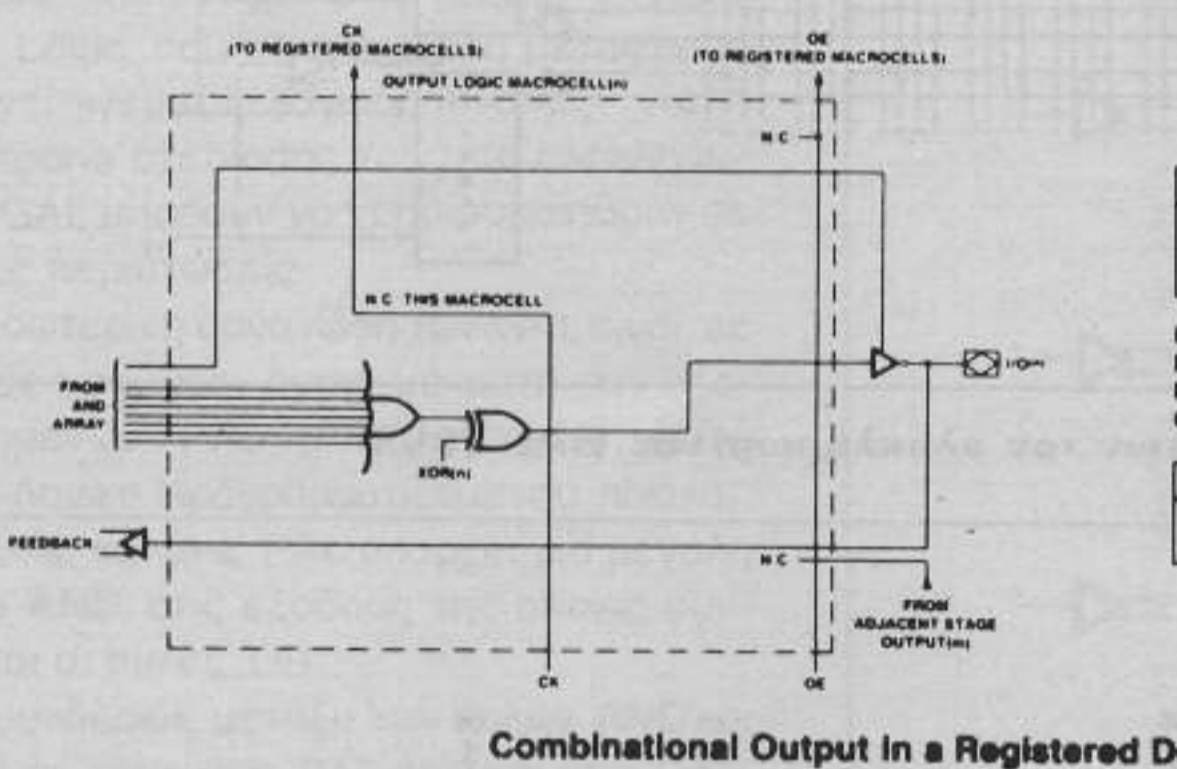 CK
(TO REGISTERED MACROCELLS)
OE
(TO REGISTERED MACROCELLS)
OUTPUT LOGIC MACROCELL(n)
N C
N C THIS MACROCELL
FROM
AND
ARRAY
XOR(n)
FEEDBACK
N C
FROM
ADJACENT STAGE
OUTPUT(m)
CK
OE
Combinational Output in a Registered D